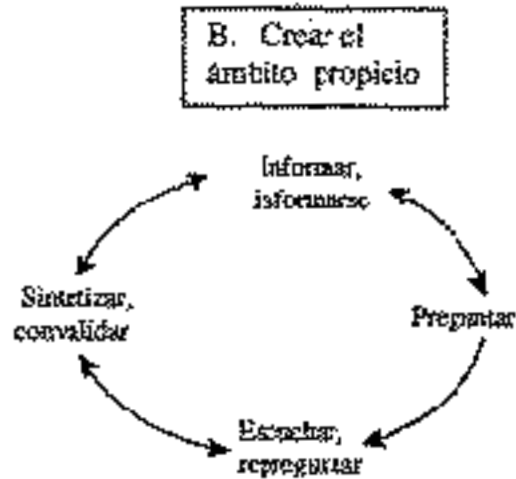 B. Crear el
ámbito propicio
Informar,
informarse
Sintetizar,
convalidar
Preguntar
Escuchar,
repreguntar